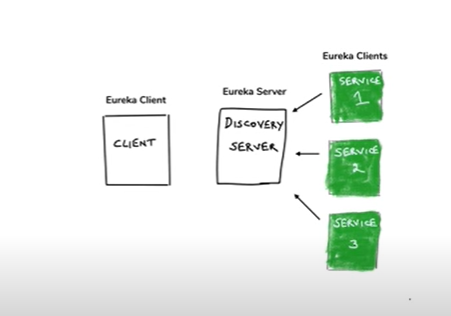 Eureka Clients
Eureka Client
Eureka Server
CLIENT
DISCOVERY
SERVER
SERVICE
1
SERVICE
2
SERVICE
3